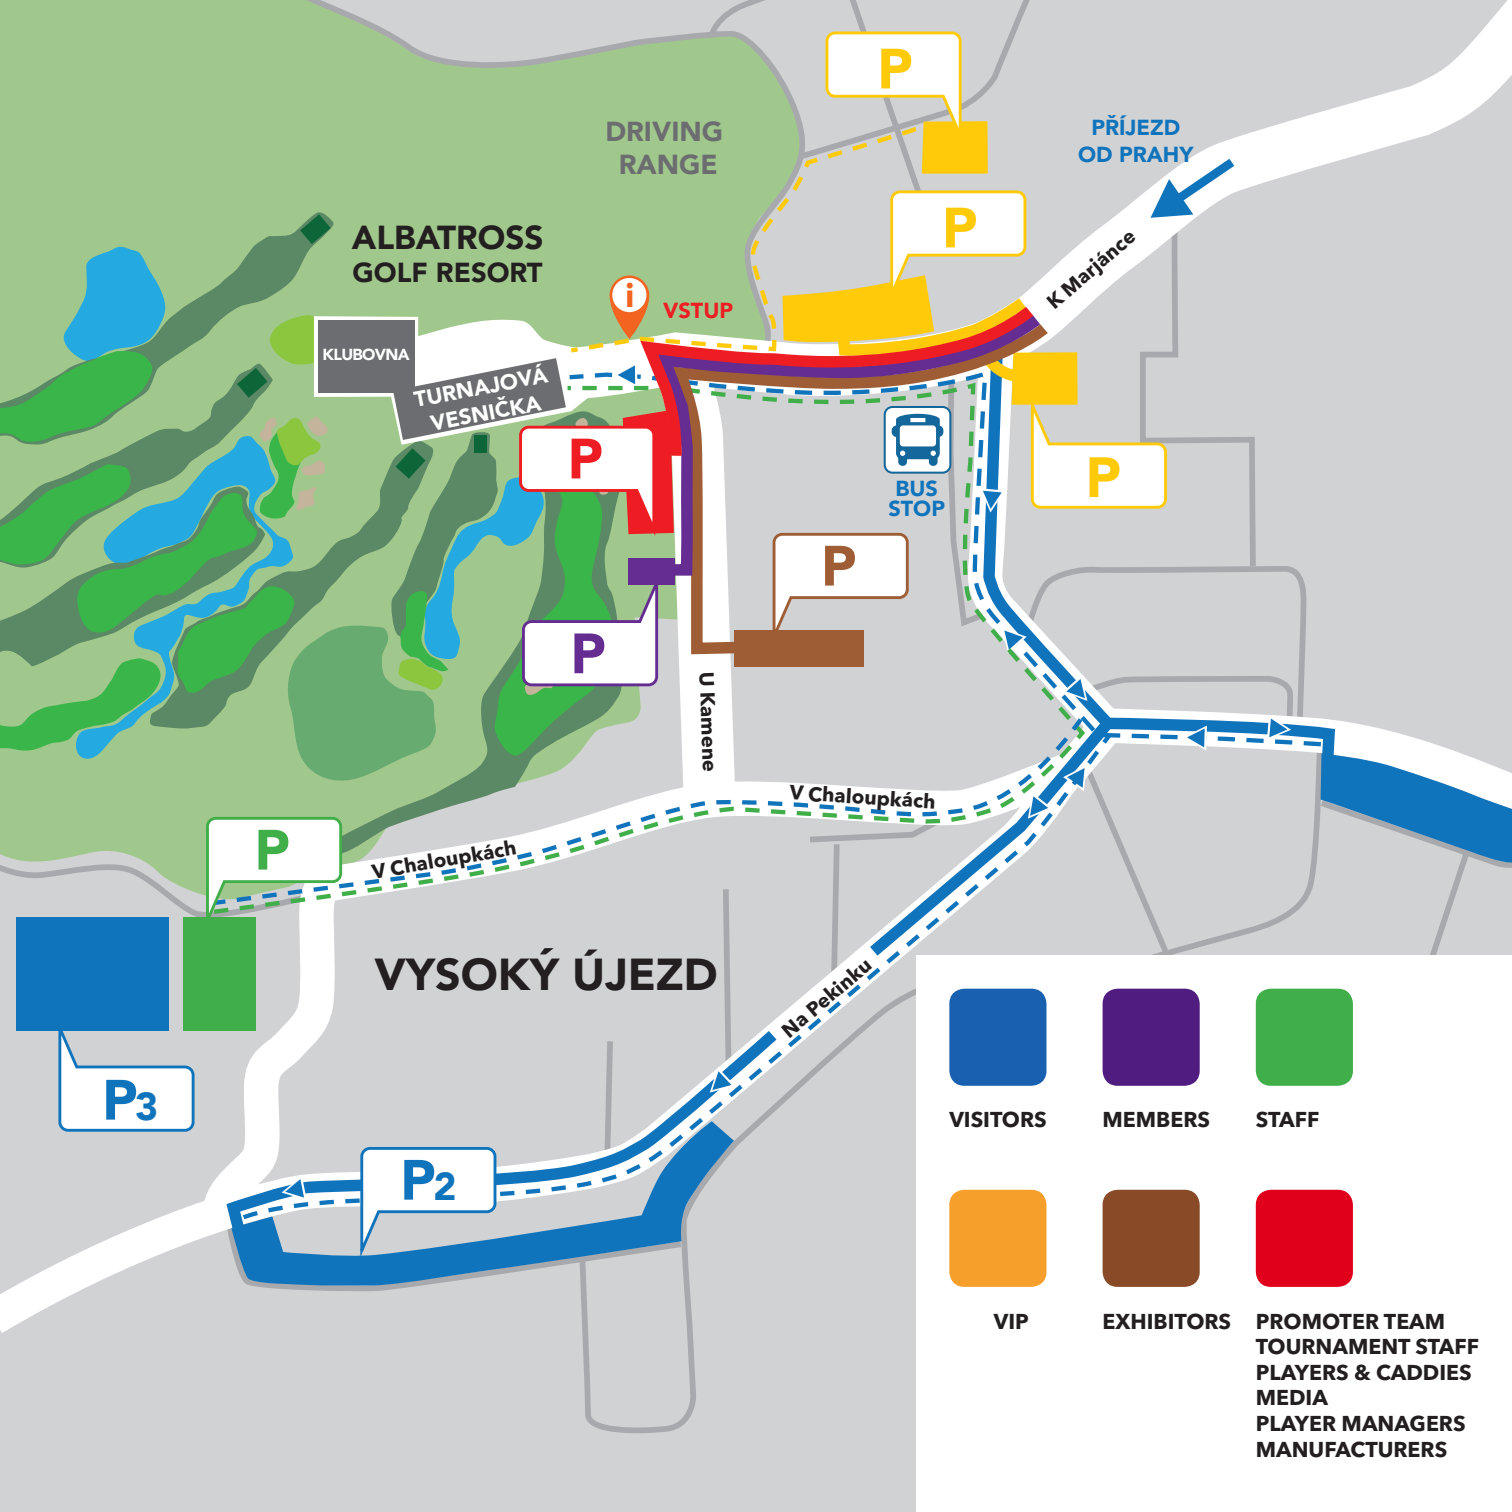 P
DRIVING
RANGE
PŘÍJEZD
OD PRAHY
ALBATROSS
GOLF RESORT
P
K Marjánce
i
VSTUP
KLUBOVNA
TURNAJOVÁ
VESNIČKA
P
BUS
STOP
P
P
P
U Kamene
V Chaloupkách
P
V Chaloupkách
VYSOKÝ ÚJEZD
Na Pekinku
P3
P2
VISITORS
MEMBERS
STAFF
VIP
EXHIBITORS
PROMOTER TEAM
TOURNAMENT STAFF
PLAYERS & CADDIES
MEDIA
PLAYER MANAGERS
MANUFACTURERS